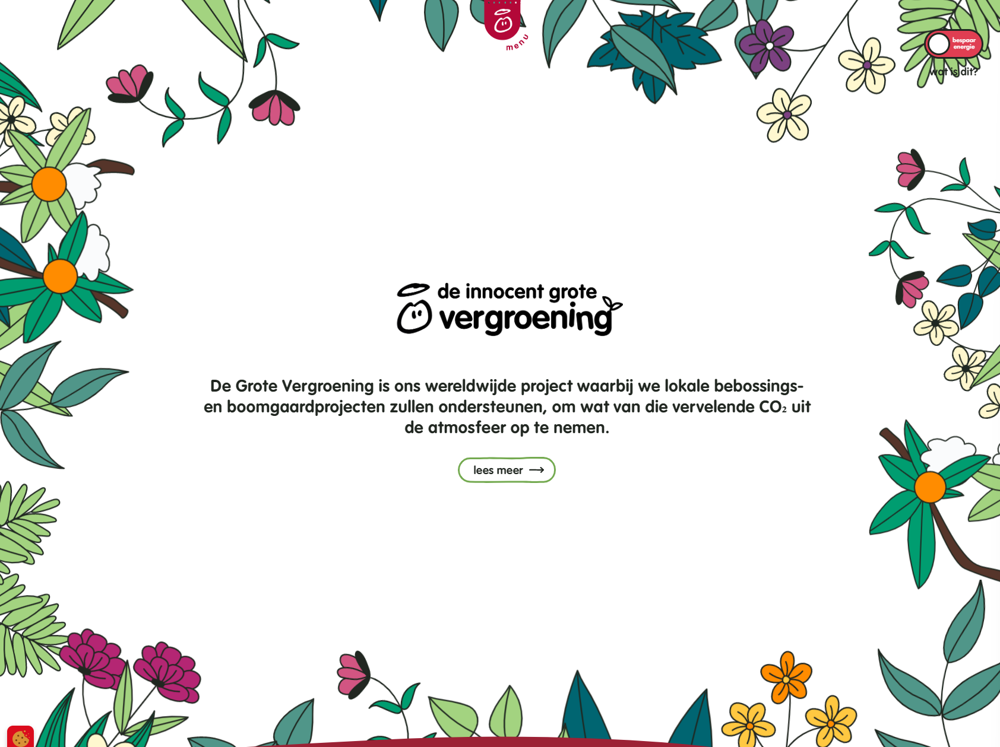 menu
bespaar
energie
wat is dit?
de innocent grote
vergroening
De Grote Vergroening is ons wereldwijde project waarbij we lokale bebossings-
en boomgaardprojecten zullen ondersteunen, om wat van die vervelende CO₂ uit
de atmosfeer op te nemen.
lees meer